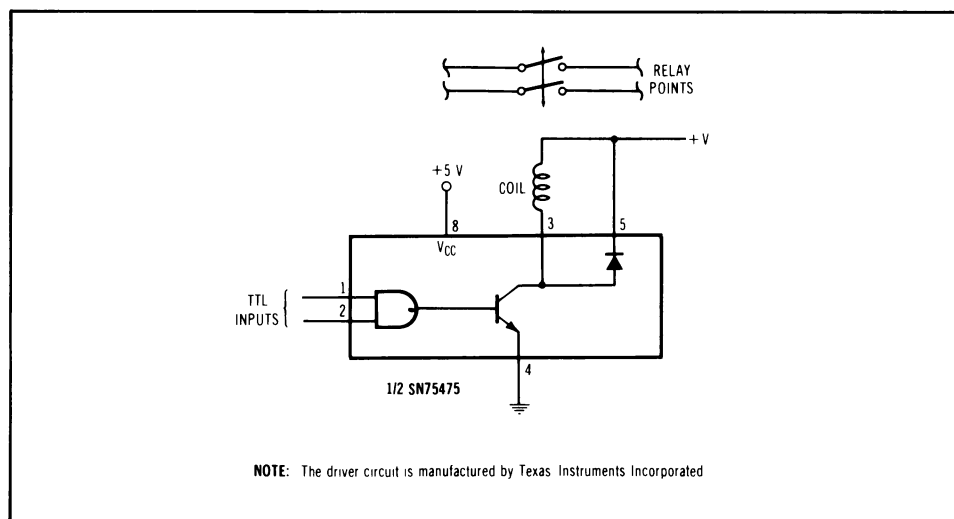 RELAY
POINTS
+V
+5 V
COIL
3
5
8
VCC
1
TTL
INPUTS
2
4
1/2 SN75475
NOTE: The driver circuit is manufactured by Texas Instruments Incorporated